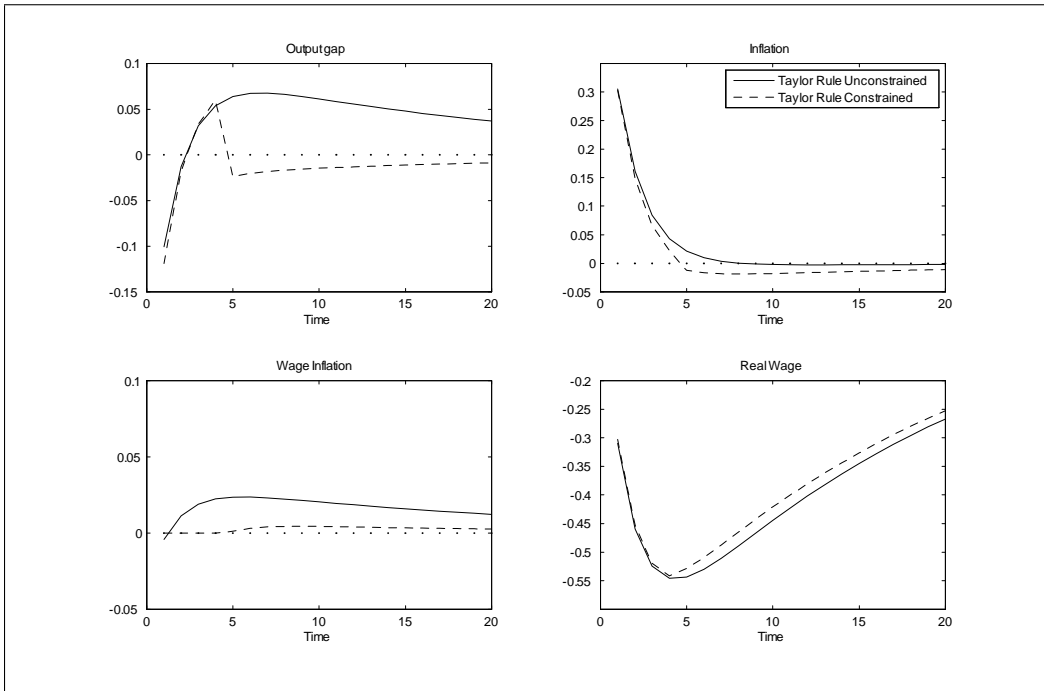 Output gap
0.1
0.05
0
-0.05
-0.1
-0.15
0 5 10 15 20
Time
Inflation
Taylor Rule Unconstrained
Taylor Rule Constrained
0.3
0.25
0.2
0.15
0.1
0.05
0
-0.05
0 5 10 15 20
Time
Wage Inflation
0.1
0.05
0
-0.05
0 5 10 15 20
Time
Real Wage
-0.2
-0.25
-0.3
-0.35
-0.4
-0.45
-0.5
-0.55
0 5 10 15 20
Time